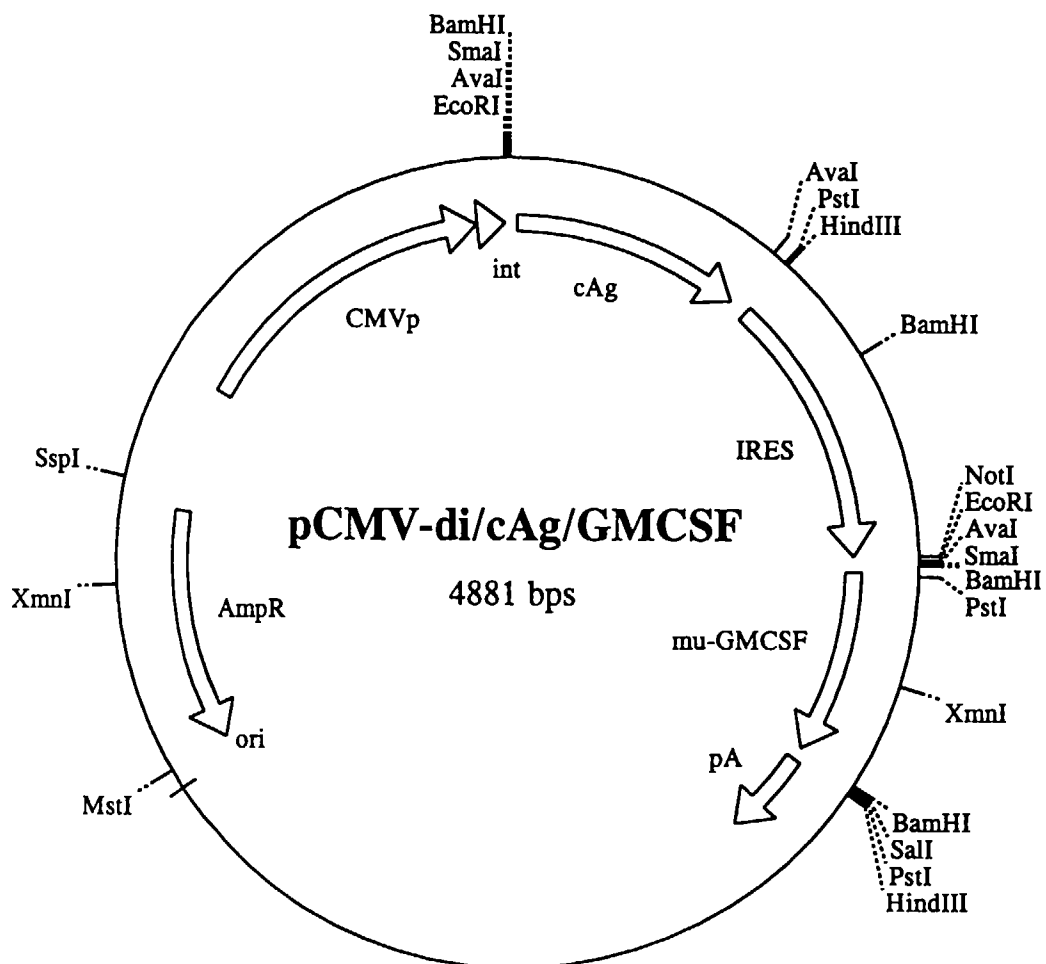 BamHI
SmaI
AvaI
EcoRI
AvaI
PstI
HindIII
BamHI
int
cAg
CMVp
IRES
SspI
NotI
EcoRI
AvaI
SmaI
BamHI
PstI
pCMV-di/cAg/GMCSF
4881 bps
XmnI
AmpR
mu-GMCSF
XmnI
ori
pA
MstI
BamHI
SalI
PstI
HindIII